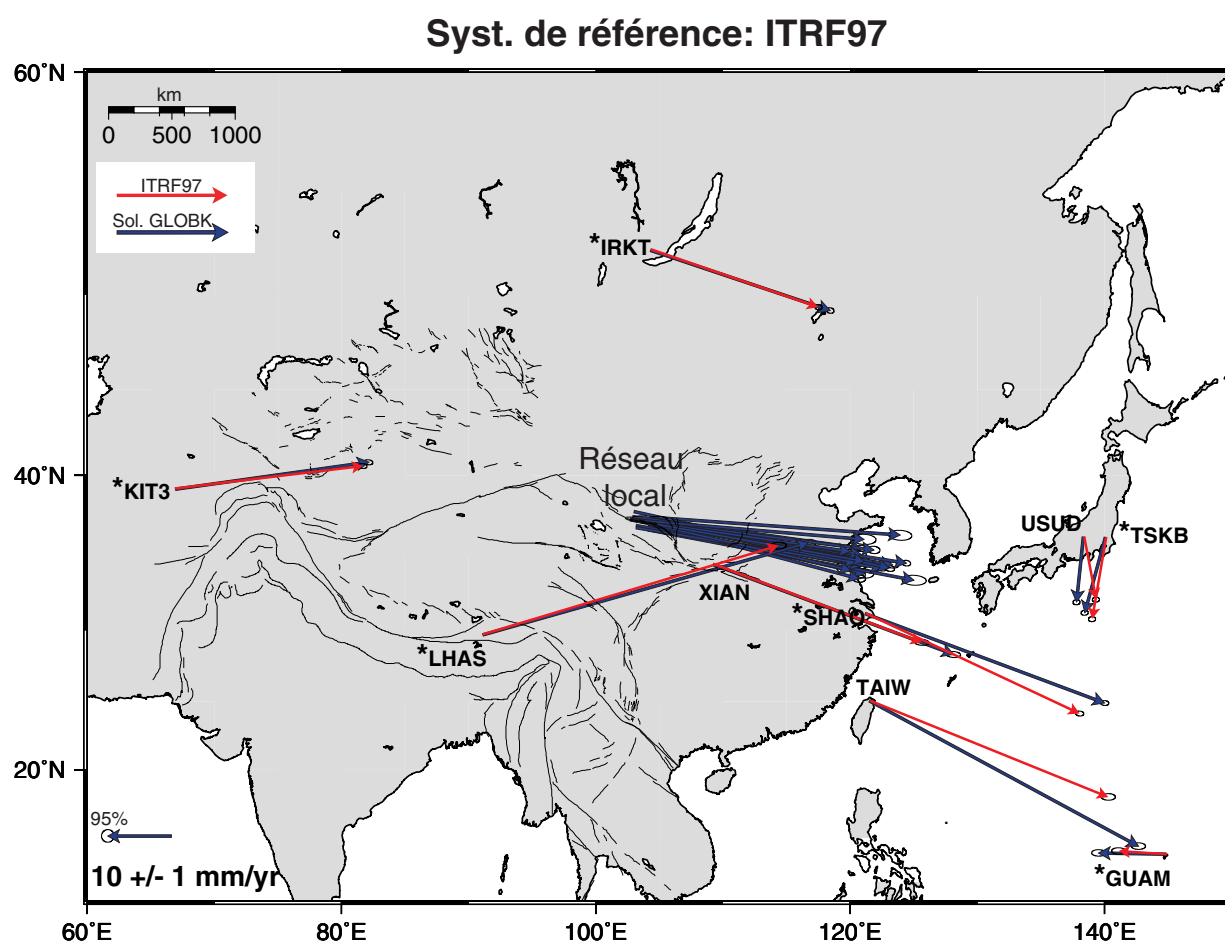 Syst. de référence: ITRF97
60˚N
km
0 500 1000
ITRF97
Sol. GLOBK
*IRKT
Réseau
local
40˚N
*KIT3
USUD
*TSKB
XIAN
*SHAO
*LHAS
TAIW
20˚N
95%
10 +/- 1 mm/yr
*GUAM
60˚E 80˚E 100˚E 120˚E 140˚E